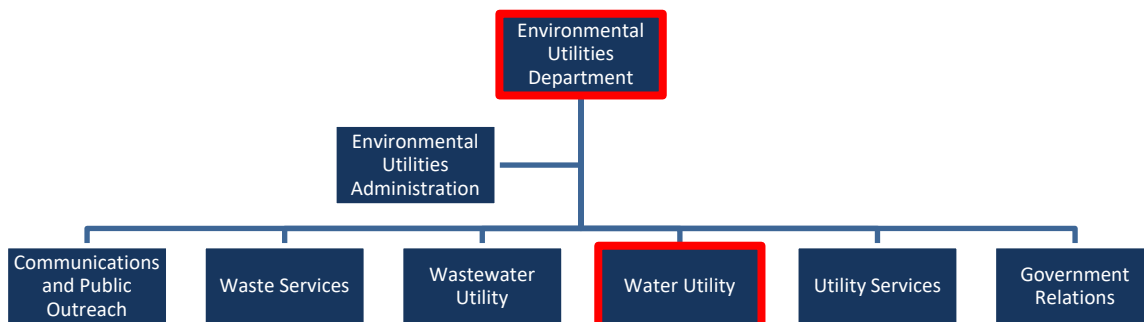 Environmental
Utilities
Department
Environmental
Utilities
Administration
Communications
and Public
Outreach
Waste Services
Wastewater
Utility
Water Utility
Utility Services
Government
Relations